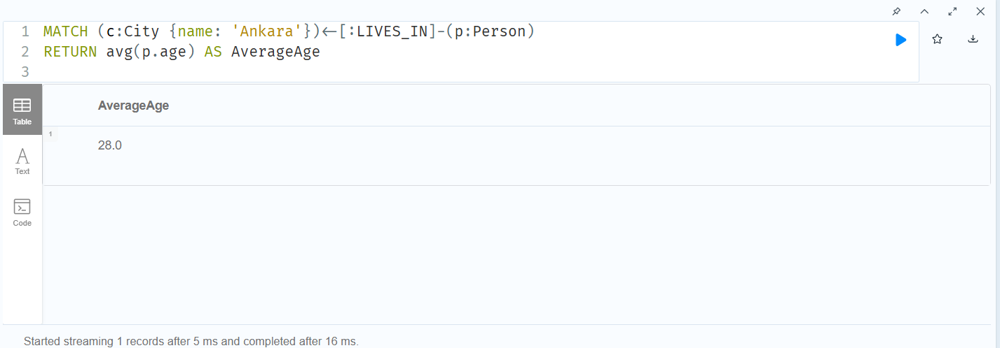 1 MATCH (c:City {name: 'Ankara'})<-[:LIVES_IN]-(p:Person)
2 RETURN avg(p.age) AS AverageAge
3
Table
AverageAge
1
28.0
Text
Code
Started streaming 1 records after 5 ms and completed after 16 ms.